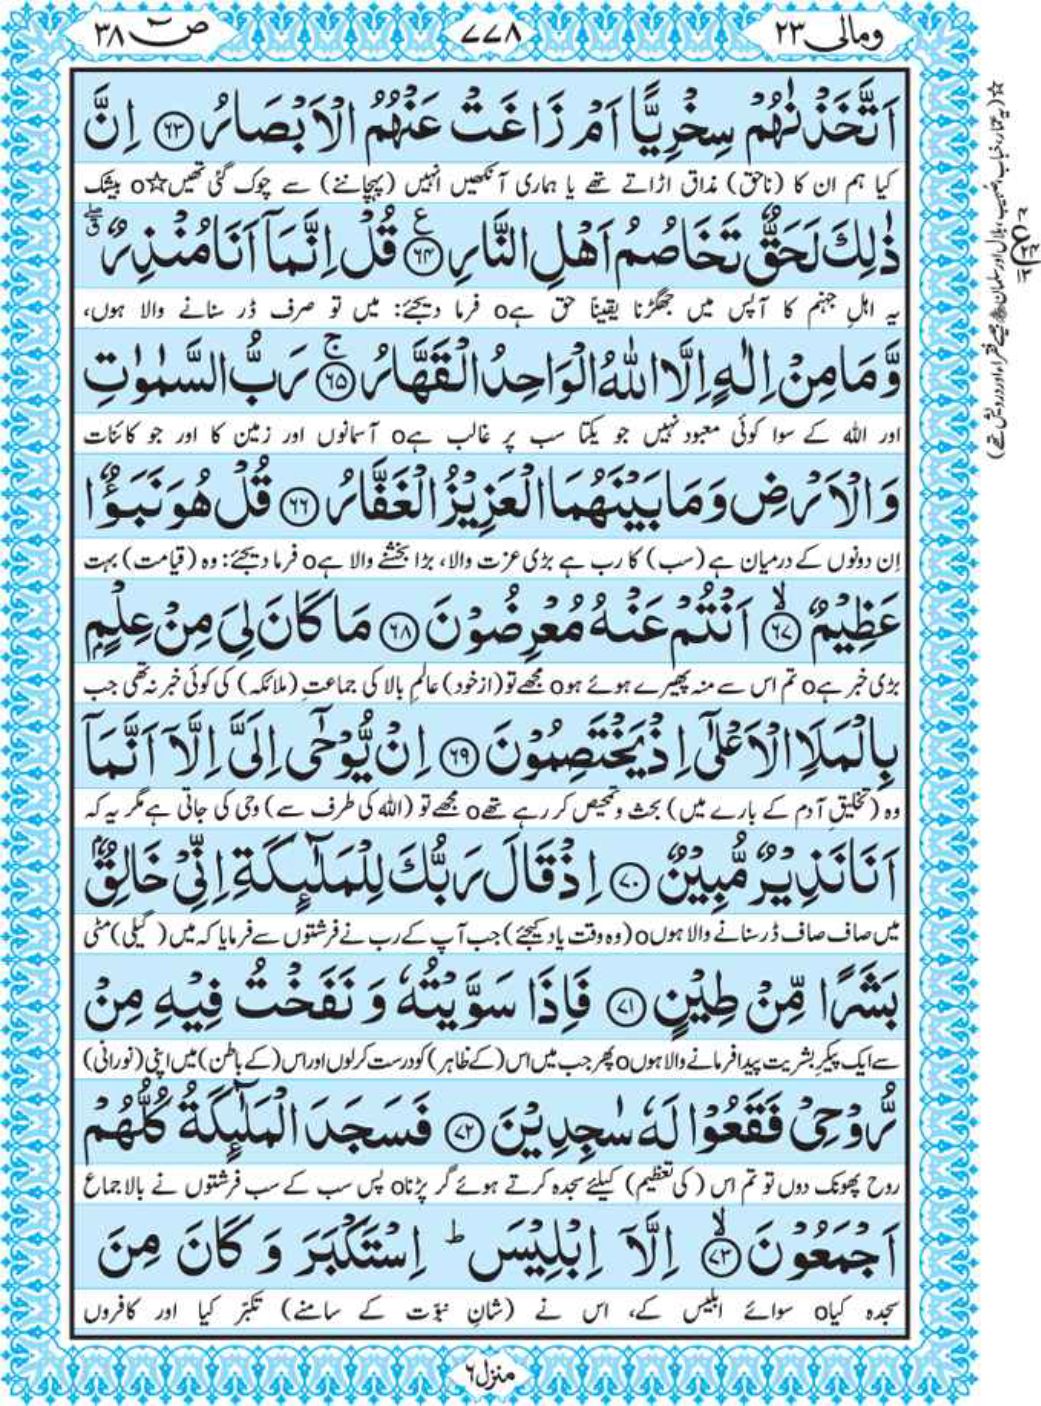 ومالی ٢٣
٧٧٨
صٓ ٣٨
اَتَّخَذْنٰهُمْ سِخْرِيًّا اَمْ زَاغَتْ عَنْهُمُ الْاَبْصَارُ ﴿٦٣﴾ اِنَّ
کیا ہم ان کا (ناحق) مذاق اڑاتے تھے یا ہماری آنکھیں انہیں (پہچاننے) سے چوک گئی تھیں☆o بیشک
ذٰلِكَ لَحَقٌّ تَخَاصُمُ اَهْلِ النَّارِ ﴿٦٤﴾ قُلْ اِنَّمَاۤ اَنَا مُنْذِرٌ ۖ
یہ اہلِ جہنم کا آپس میں جھگڑنا یقیناً حق ہےo فرما دیجئے: میں تو صرف ڈر سنانے والا ہوں،
وَّمَا مِنْ اِلٰهٍ اِلَّا اللّٰهُ الْوَاحِدُ الْقَهَّارُ ﴿٦٥﴾ۚ رَبُّ السَّمٰوٰتِ
اور اللہ کے سوا کوئی معبود نہیں جو یکتا سب پر غالب ہےo آسمانوں اور زمین کا اور جو کائنات
وَالْاَرْضِ وَمَا بَيْنَهُمَا الْعَزِيْزُ الْغَفَّارُ ﴿٦٦﴾ قُلْ هُوَ نَبَؤٌا
اِن دونوں کے درمیان ہے (سب) کا رب ہے بڑی عزت والا، بڑا بخشنے والا ہےo فرما دیجئے: وہ (قیامت) بہت
عَظِيْمٌ ﴿٦٧﴾ۙ اَنْتُمْ عَنْهُ مُعْرِضُوْنَ ﴿٦٨﴾ مَا كَانَ لِيَ مِنْ عِلْمٍۭ
بڑی خبر ہےo تم اس سے منہ پھیرے ہوئے ہوo مجھے تو (ازخود) عالمِ بالا کی جماعتِ (ملائکہ) کی کوئی خبر نہ تھی جب
بِالْمَلَاِ الْاَعْلٰۤى اِذْ يَخْتَصِمُوْنَ ﴿٦٩﴾ اِنْ يُّوْحٰۤى اِلَيَّ اِلَّاۤ اَنَّمَاۤ
وہ (تخلیقِ آدم کے بارے میں) بحث و تمحیص کر رہے تھےo مجھے تو (اللہ کی طرف سے) وحی کی جاتی ہے مگر یہ کہ
اَنَا نَذِيْرٌ مُّبِيْنٌ ﴿٧٠﴾ اِذْ قَالَ رَبُّكَ لِلْمَلٰٓئِكَةِ اِنِّيْ خَالِقٌۢ
میں صاف صاف ڈر سنانے والا ہوںo (وہ وقت یاد کیجئے) جب آپ کے رب نے فرشتوں سے فرمایا کہ میں (گیلی) مٹی
بَشَرًا مِّنْ طِيْنٍ ﴿٧١﴾ فَاِذَا سَوَّيْتُهٗ وَ نَفَخْتُ فِيْهِ مِنْ
سے ایک پیکرِ بشریت پیدا فرمانے والا ہوںo پھر جب میں اس (کے ظاہر) کو درست کر لوں اور اس (کے باطن) میں اپنی (نورانی)
رُّوْحِيْ فَقَعُوْا لَهٗ سٰجِدِيْنَ ﴿٧٢﴾ فَسَجَدَ الْمَلٰٓئِكَةُ كُلُّهُمْ
روح پھونک دوں تو تم اس (کی تعظیم) کیلئے سجدہ کرتے ہوئے گر پڑناo پس سب کے سب فرشتوں نے بالاجماع
اَجْمَعُوْنَ ﴿٧٣﴾ۙ اِلَّاۤ اِبْلِيْسَ ؕ اِسْتَكْبَرَ وَ كَانَ مِنَ
سجدہ کیاo سوائے ابلیس کے، اس نے (شانِ نبوّت کے سامنے) تکبّر کیا اور کافروں
منزل ٦
☆ (یہ عمار، خباب، صہیب، بلال اور سلمان ﷢ جیسے فقراء اور درویش تھے)